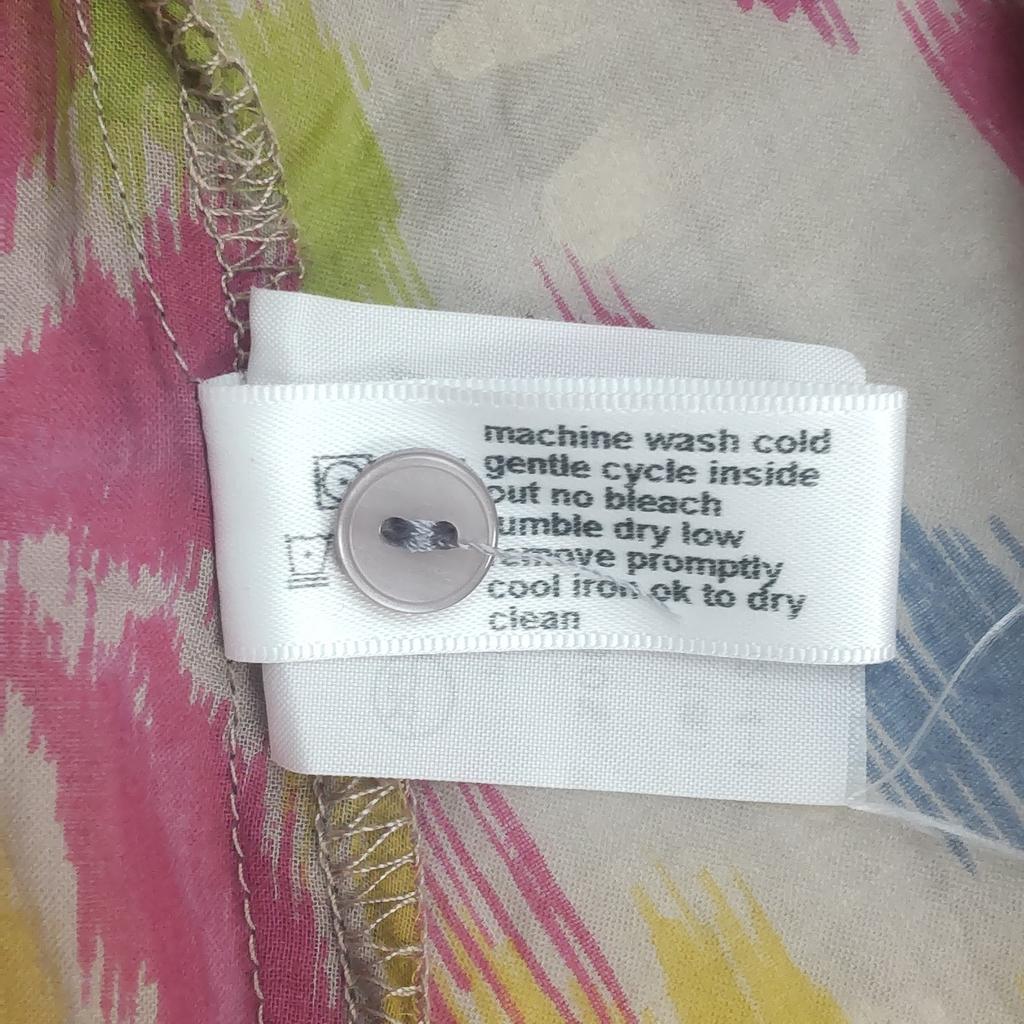 machine wash cold
gentle cycle inside
out no bleach
umble dry low
emove promptly
cool iron ok to dry
clean